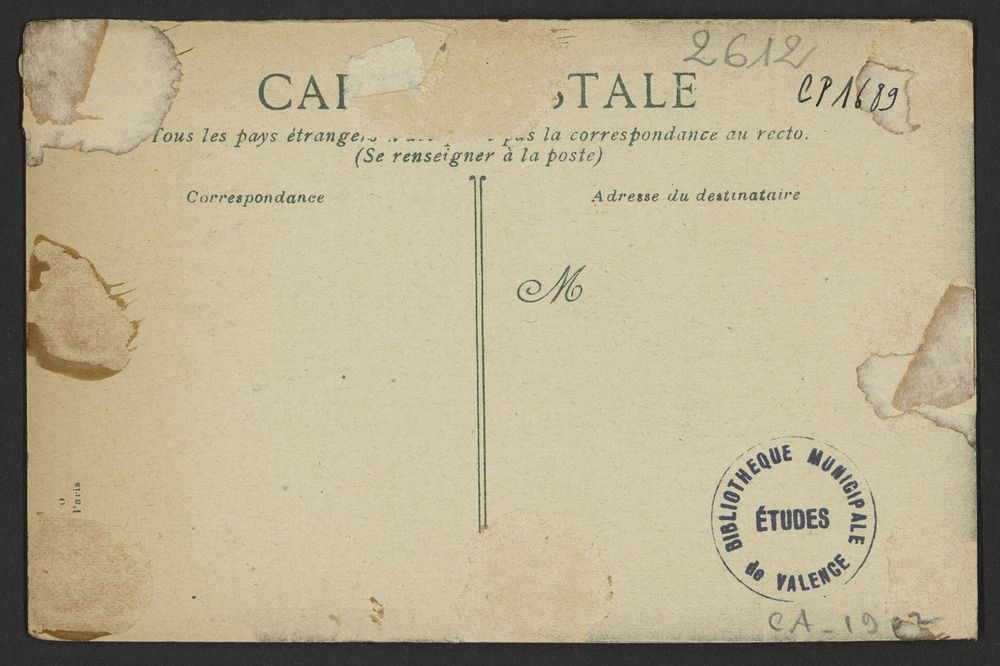 2612
CP1689
CAR STALE
Tous les pays étrangers pas la correspondance au recto.
(Se renseigner à la poste)
Correspondance
Adresse du destinataire
M
Paris
BIBLIOTHEQUE MUNICIPALE
ÉTUDES
de VALENCE